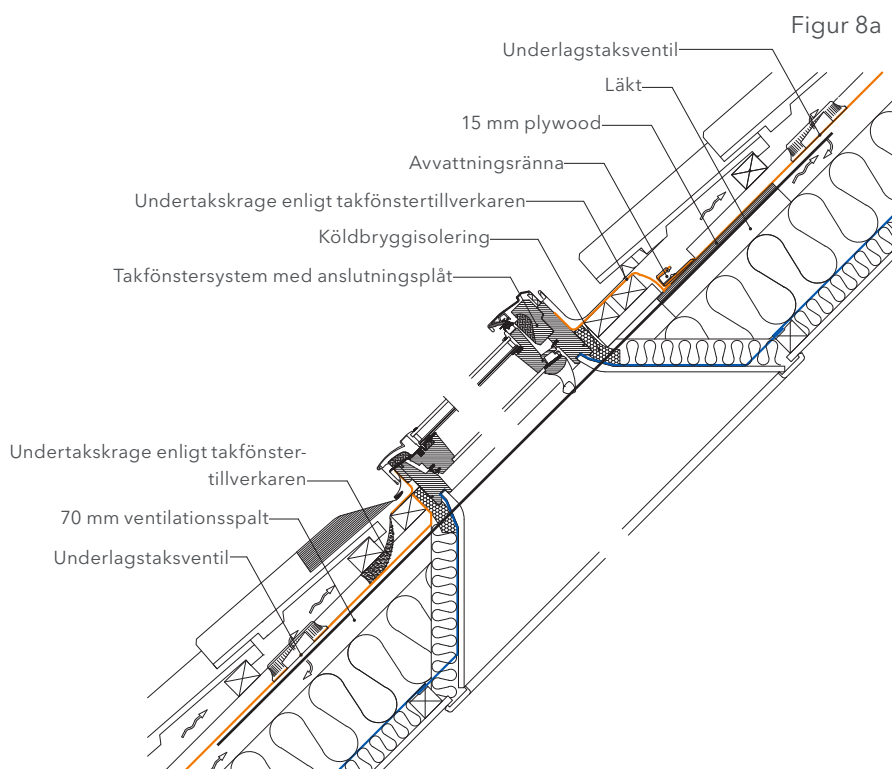 Figur 8a
Underlagstaksventil
Läkt
15 mm plywood
Avvattningsränna
Undertakskrage enligt takfönstertillverkaren
Köldbryggisolering
Takfönstersystem med anslutningsplåt
Undertakskrage enligt takfönster-
tillverkaren
70 mm ventilationsspalt
Underlagstaksventil